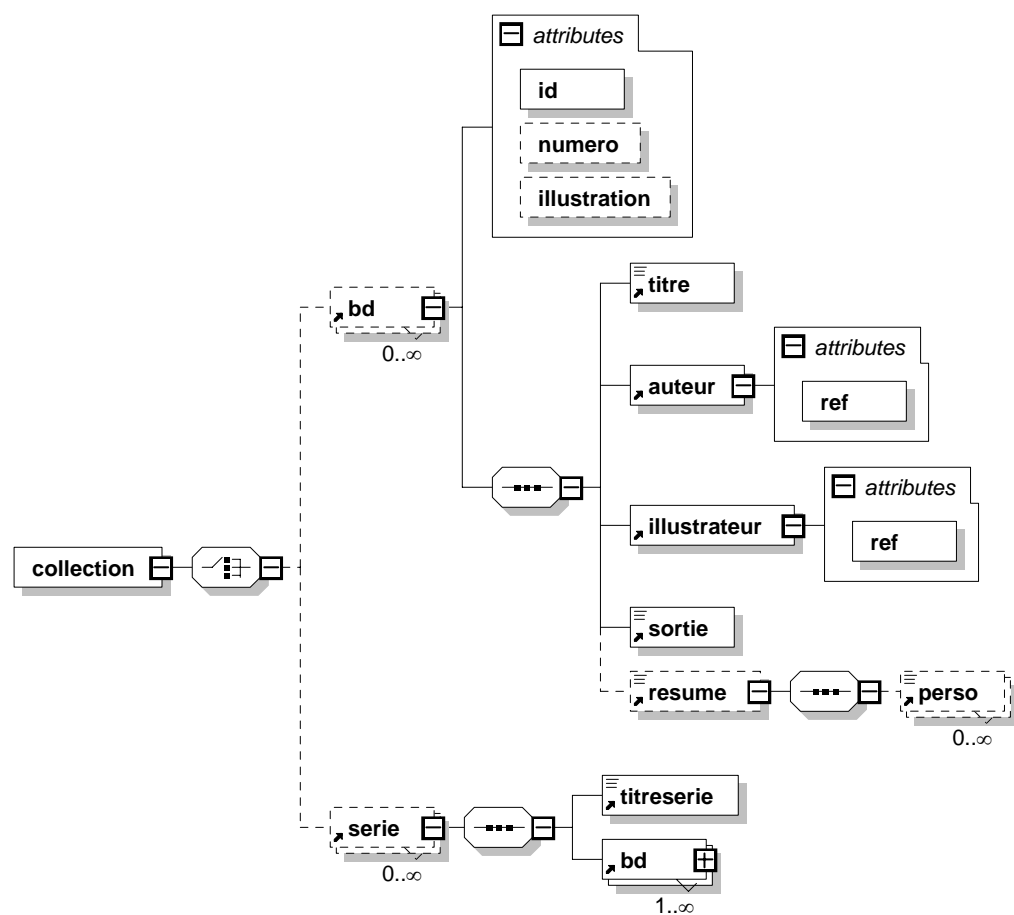 attributes
id
numero
illustration
bd
0..∞
titre
auteur
attributes
ref
illustrateur
attributes
ref
collection
sortie
resume
perso
0..∞
serie
0..∞
titreserie
bd
1..∞